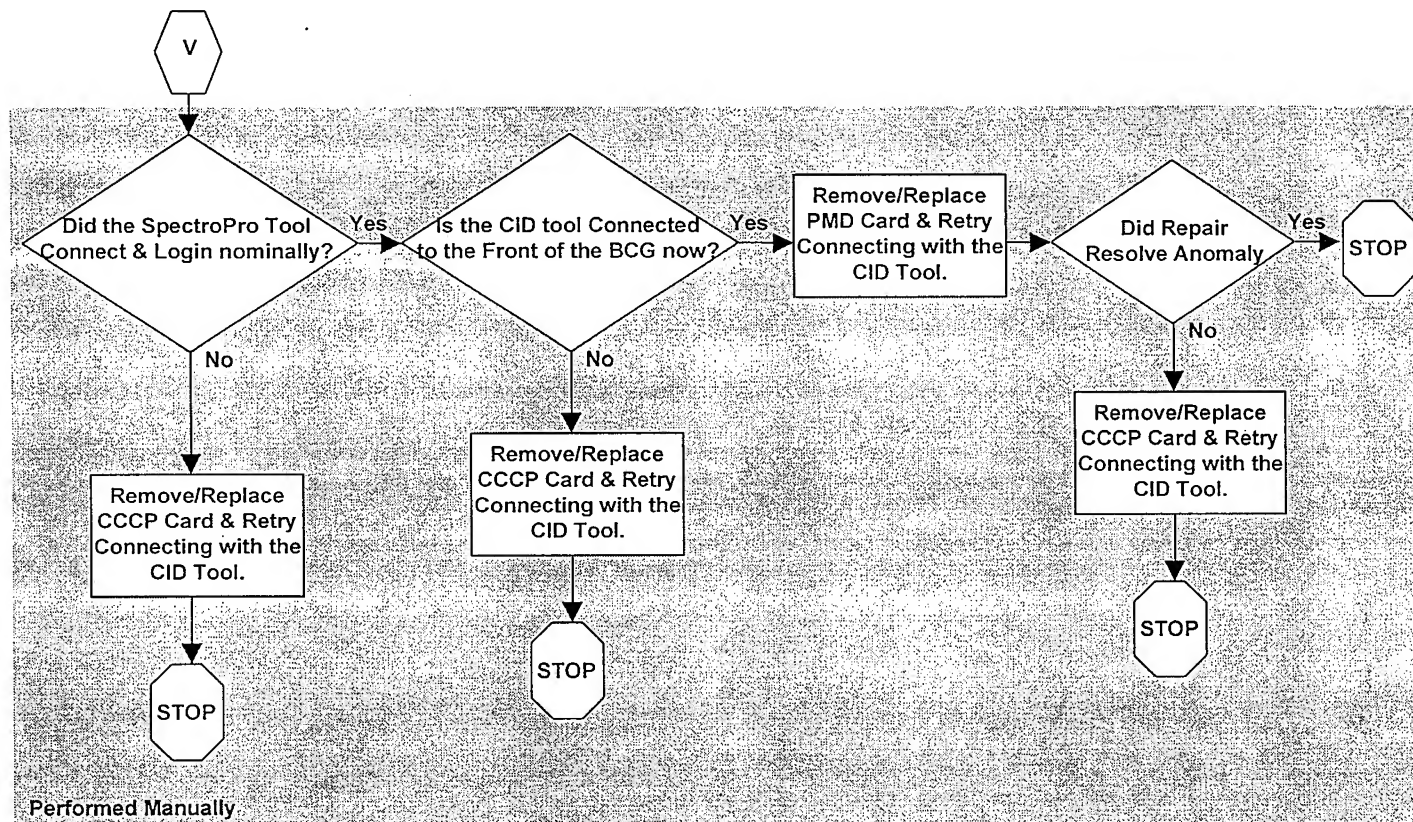 V
Did the SpectroPro Tool
Connect & Login nominally?
Yes
Is the CID tool Connected
to the Front of the BCG now?
Yes
Remove/Replace
PMD Card & Retry
Connecting with the
CID Tool.
Did Repair
Resolve Anomaly
Yes
STOP
No
Remove/Replace
CCCP Card & Retry
Connecting with the
CID Tool.
STOP
No
Remove/Replace
CCCP Card & Retry
Connecting with the
CID Tool.
STOP
No
Remove/Replace
CCCP Card & Retry
Connecting with the
CID Tool.
STOP
Performed Manually